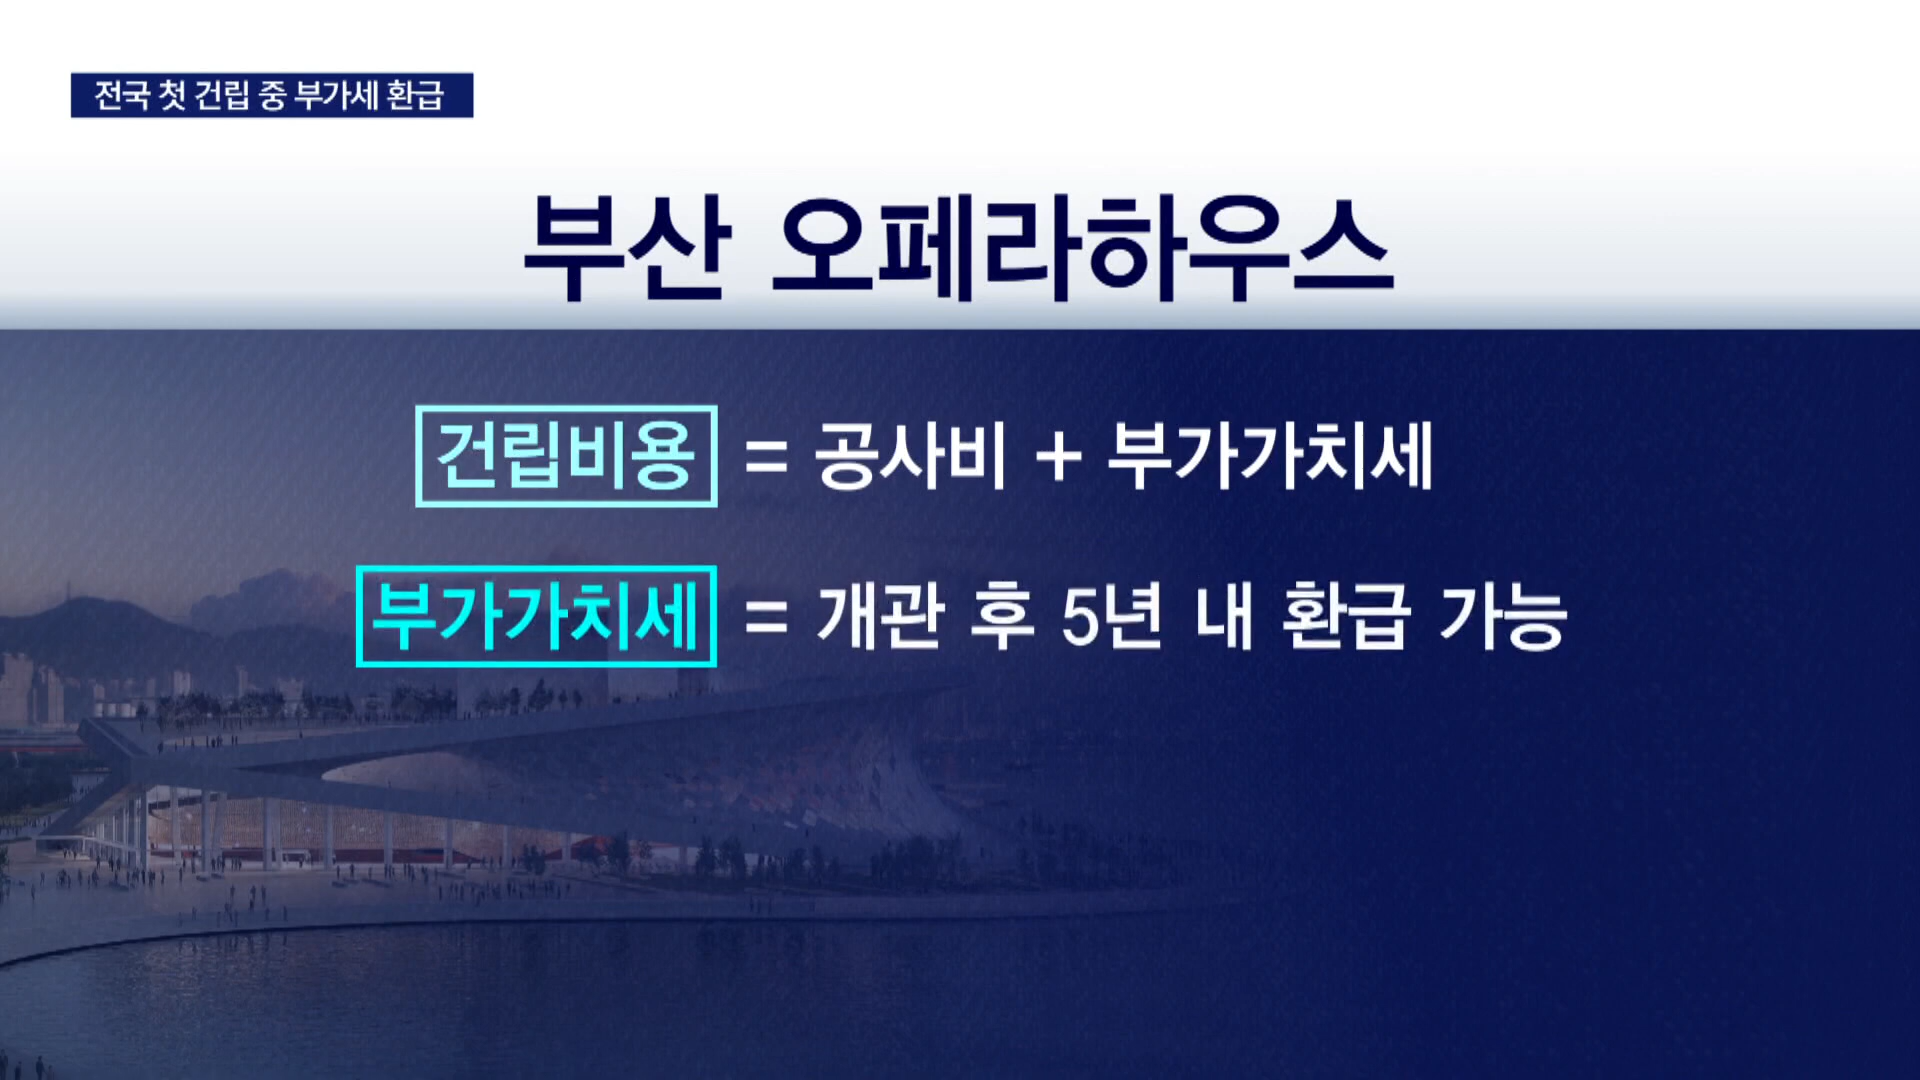 전국 첫 건립 중 부가세 환급
부산 오페라하우스
건립비용 = 공사비 + 부가가치세
부가가치세 = 개관 후 5년 내 환급 가능